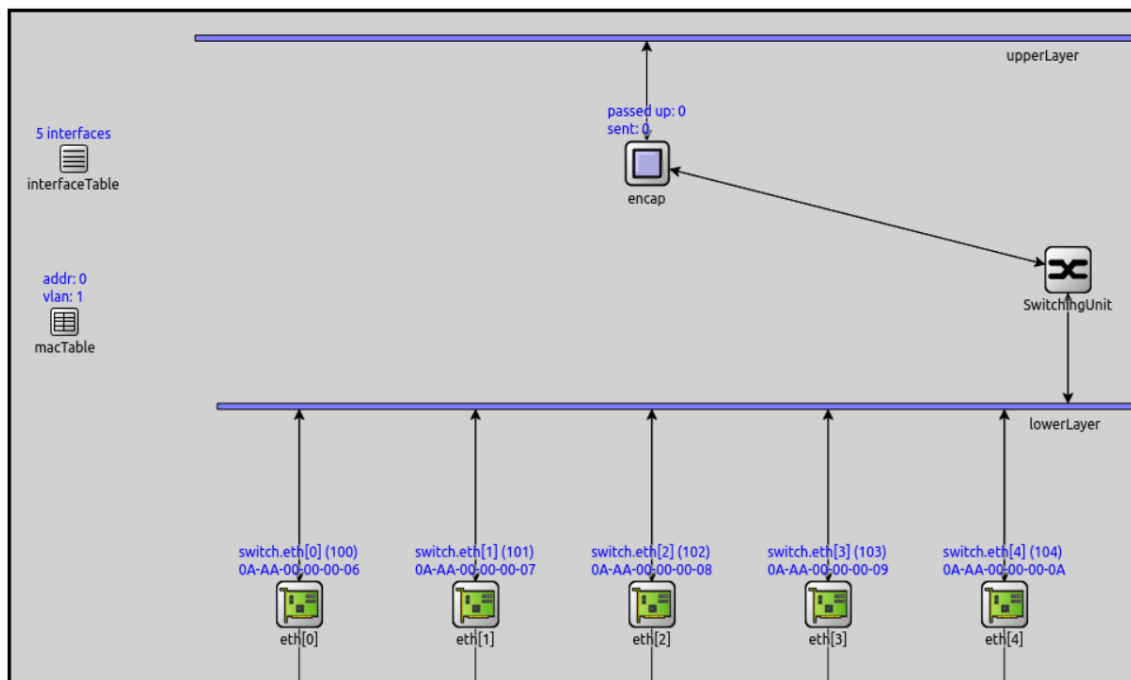 upperLayer
passed up: 0
sent: 0
encap
5 interfaces
interfaceTable
SwitchingUnit
addr: 0
vlan: 1
macTable
lowerLayer
switch.eth[0] (100)
0A-AA-00-00-00-06
eth[0]
switch.eth[1] (101)
0A-AA-00-00-00-07
eth[1]
switch.eth[2] (102)
0A-AA-00-00-00-08
eth[2]
switch.eth[3] (103)
0A-AA-00-00-00-09
eth[3]
switch.eth[4] (104)
0A-AA-00-00-00-0A
eth[4]